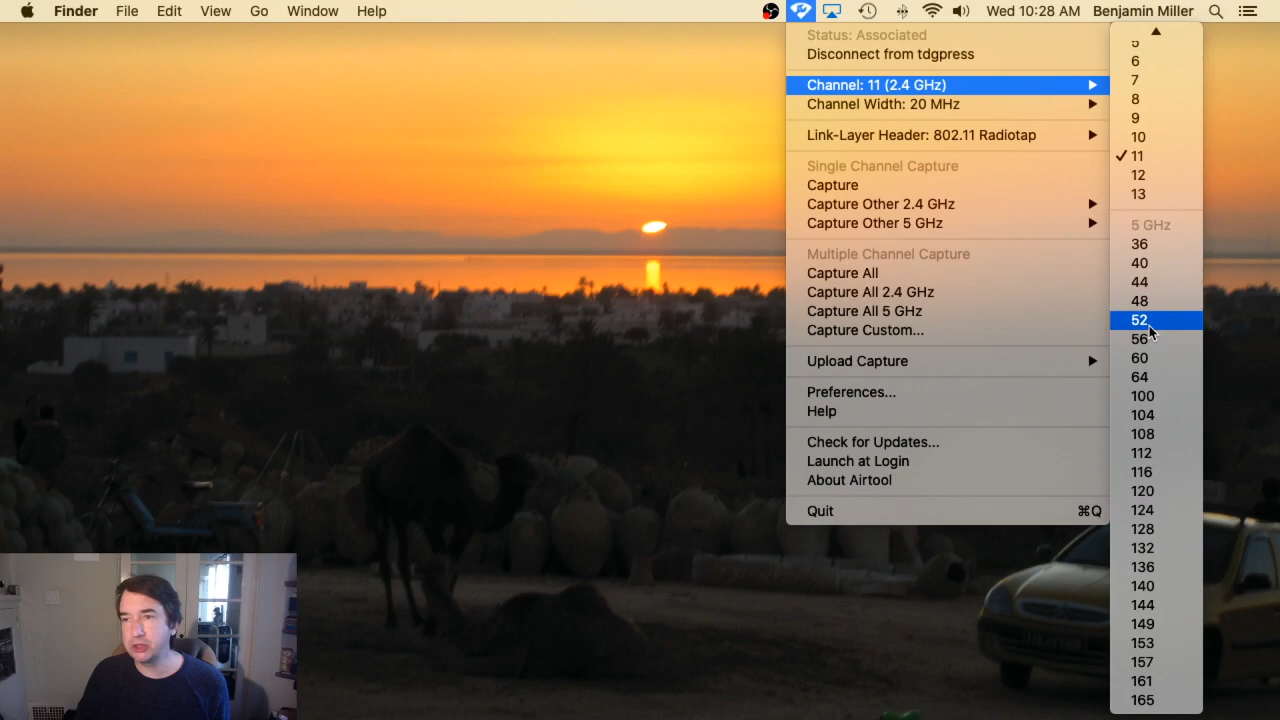 Finder File Edit View Go Window Help Wed 10:28 AM Benjamin Miller
Status: Associated
Disconnect from tdgpress
Channel: 11 (2.4 GHz)
Channel Width: 20 MHz
Link-Layer Header: 802.11 Radiotap
Single Channel Capture
Capture
Capture Other 2.4 GHz
Capture Other 5 GHz
Multiple Channel Capture
Capture All
Capture All 2.4 GHz
Capture All 5 GHz
Capture Custom...
Upload Capture
Preferences...
Help
Check for Updates...
Launch at Login
About Airtool
Quit ⌘Q
5
6
7
8
9
10
✓ 11
12
13
5 GHz
36
40
44
48
52
56
60
64
100
104
108
112
116
120
124
128
132
136
140
144
149
153
157
161
165